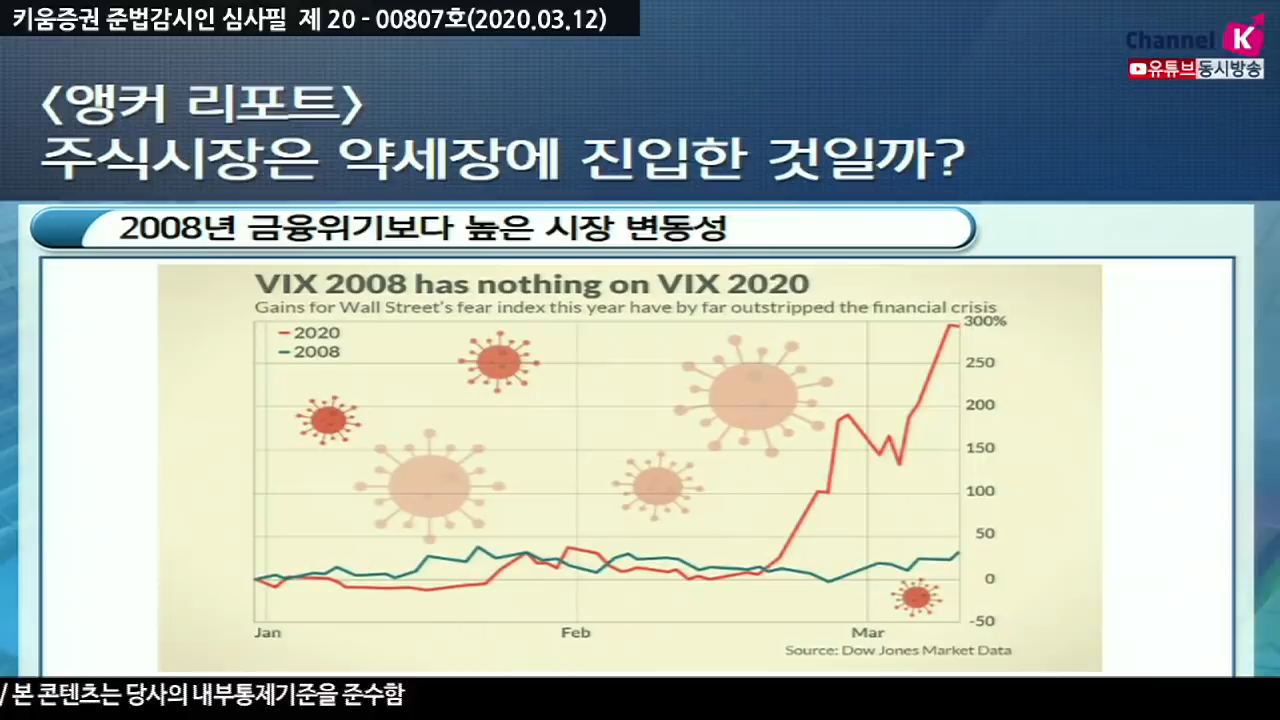 키움증권 준법감시인 심사필 제 20 - 00807호(2020.03.12)
Channel K
유튜브동시방송
<앵커 리포트>
주식시장은 약세장에 진입한 것일까?
2008년 금융위기보다 높은 시장 변동성
VIX 2008 has nothing on VIX 2020
Gains for Wall Street's fear index this year have by far outstripped the financial crisis
2020
2008
300%
250
200
150
100
50
0
-50
Jan Feb Mar
Source: Dow Jones Market Data
/ 본 콘텐츠는 당사의 내부통제기준을 준수함